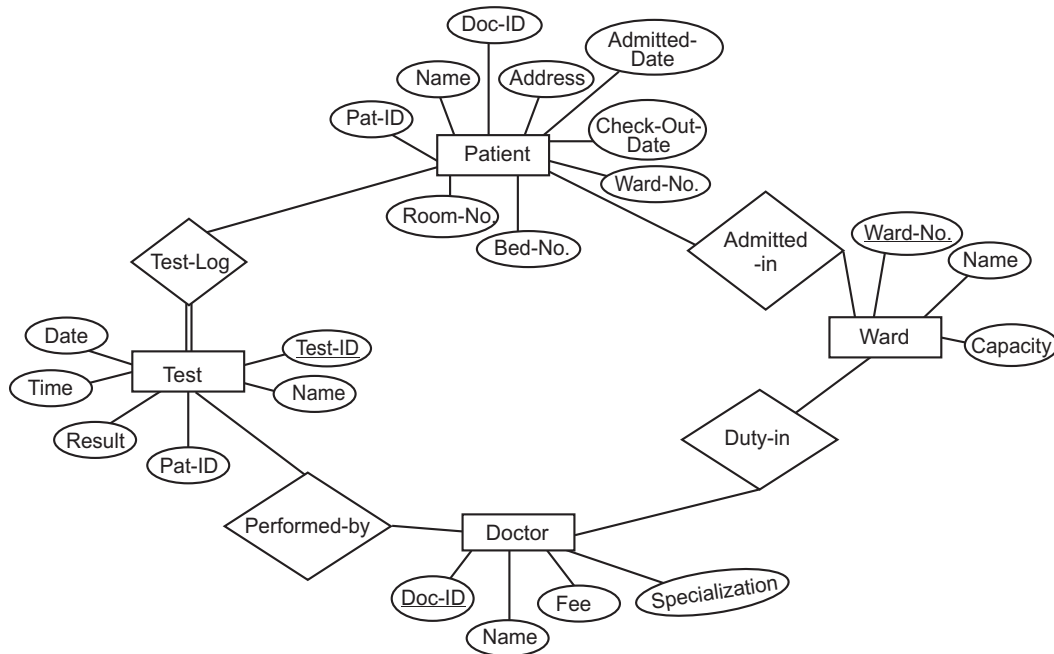 Doc-ID
Admitted-
Date
Name
Address
Pat-ID
Check-Out-
Date
Patient
Ward-No.
Room-No.
Bed-No.
Admitted
-in
Ward-No.
Name
Test-Log
Date
Test-ID
Ward
Capacity
Test
Time
Name
Result
Pat-ID
Duty-in
Performed-by
Doctor
Doc-ID
Fee
Specialization
Name